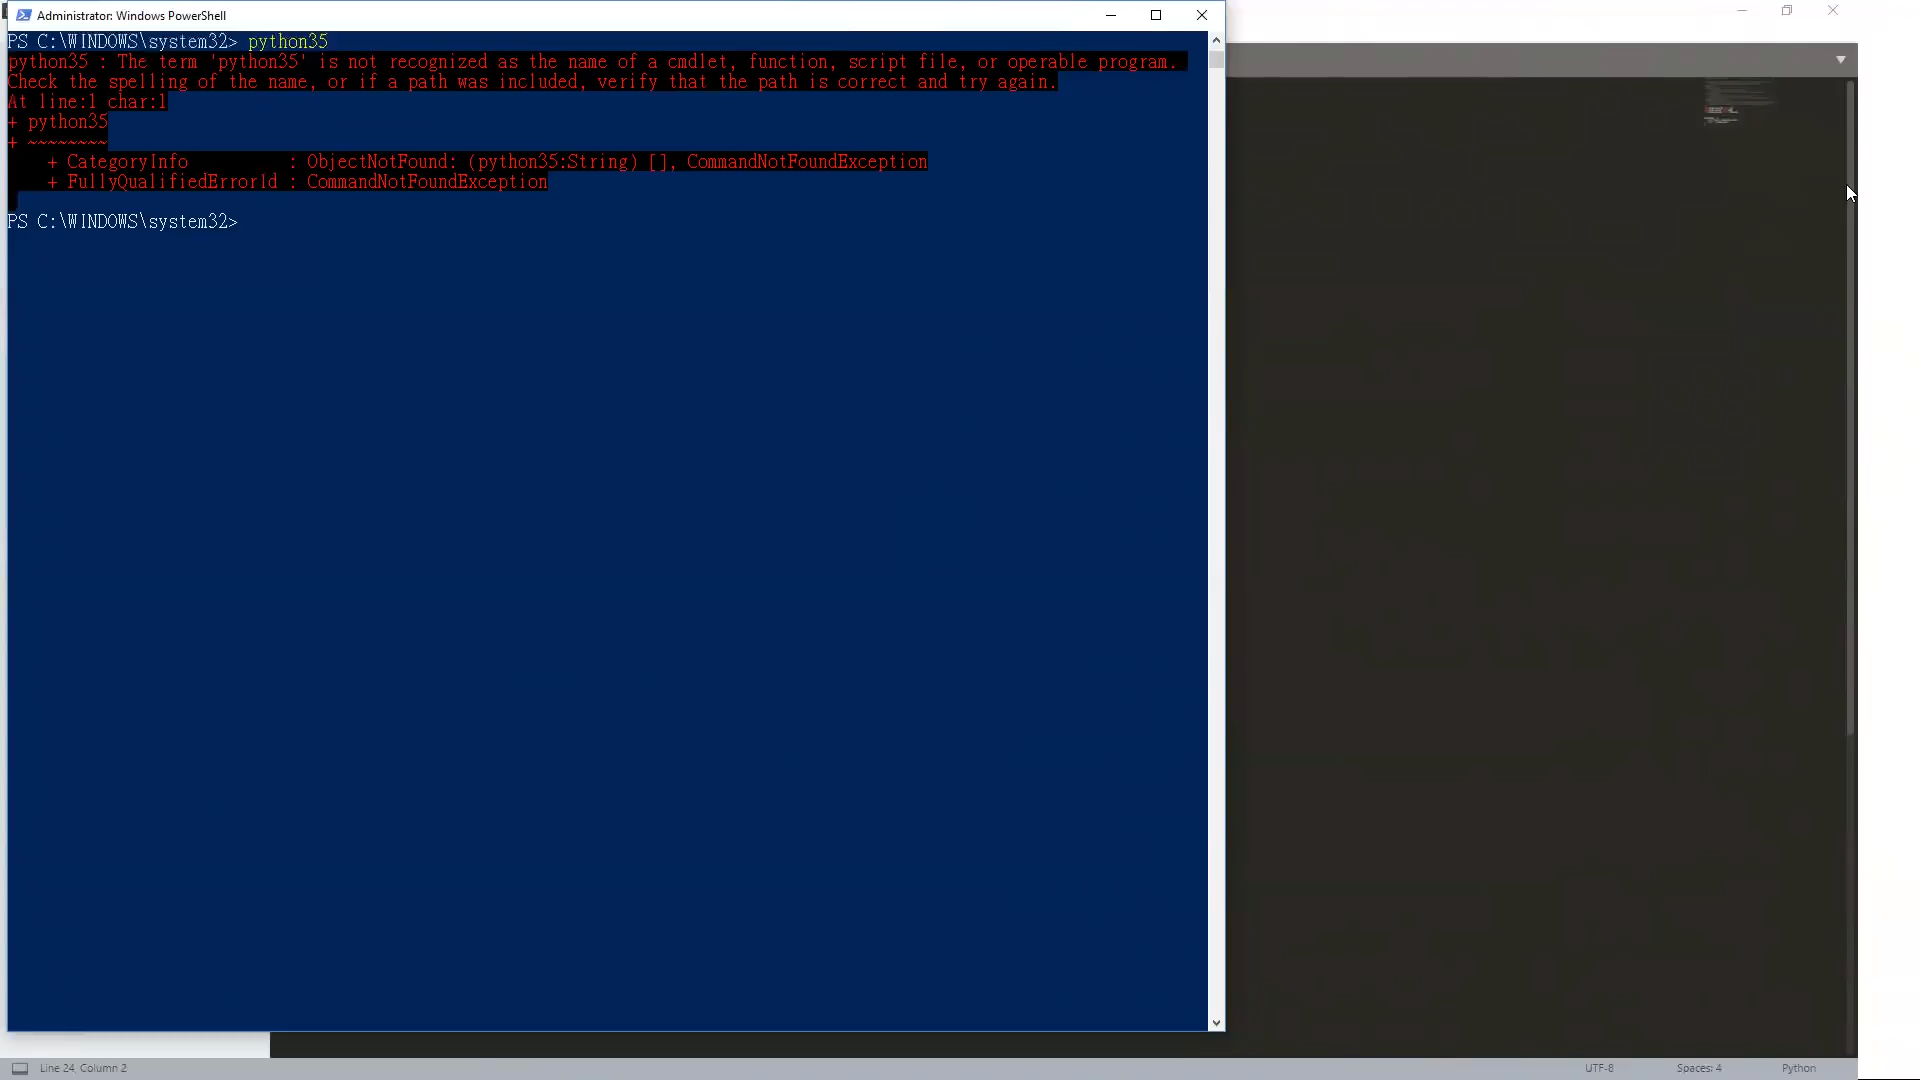 Administrator: Windows PowerShell
PS C:\WINDOWS\system32> python35
python35 : The term 'python35' is not recognized as the name of a cmdlet, function, script file, or operable program.
Check the spelling of the name, or if a path was included, verify that the path is correct and try again.
At line:1 char:1
+ python35
+ ~~~~~~~~
    + CategoryInfo          : ObjectNotFound: (python35:String) [], CommandNotFoundException
    + FullyQualifiedErrorId : CommandNotFoundException
PS C:\WINDOWS\system32>
Line 24, Column 2
UTF-8
Spaces: 4
Python